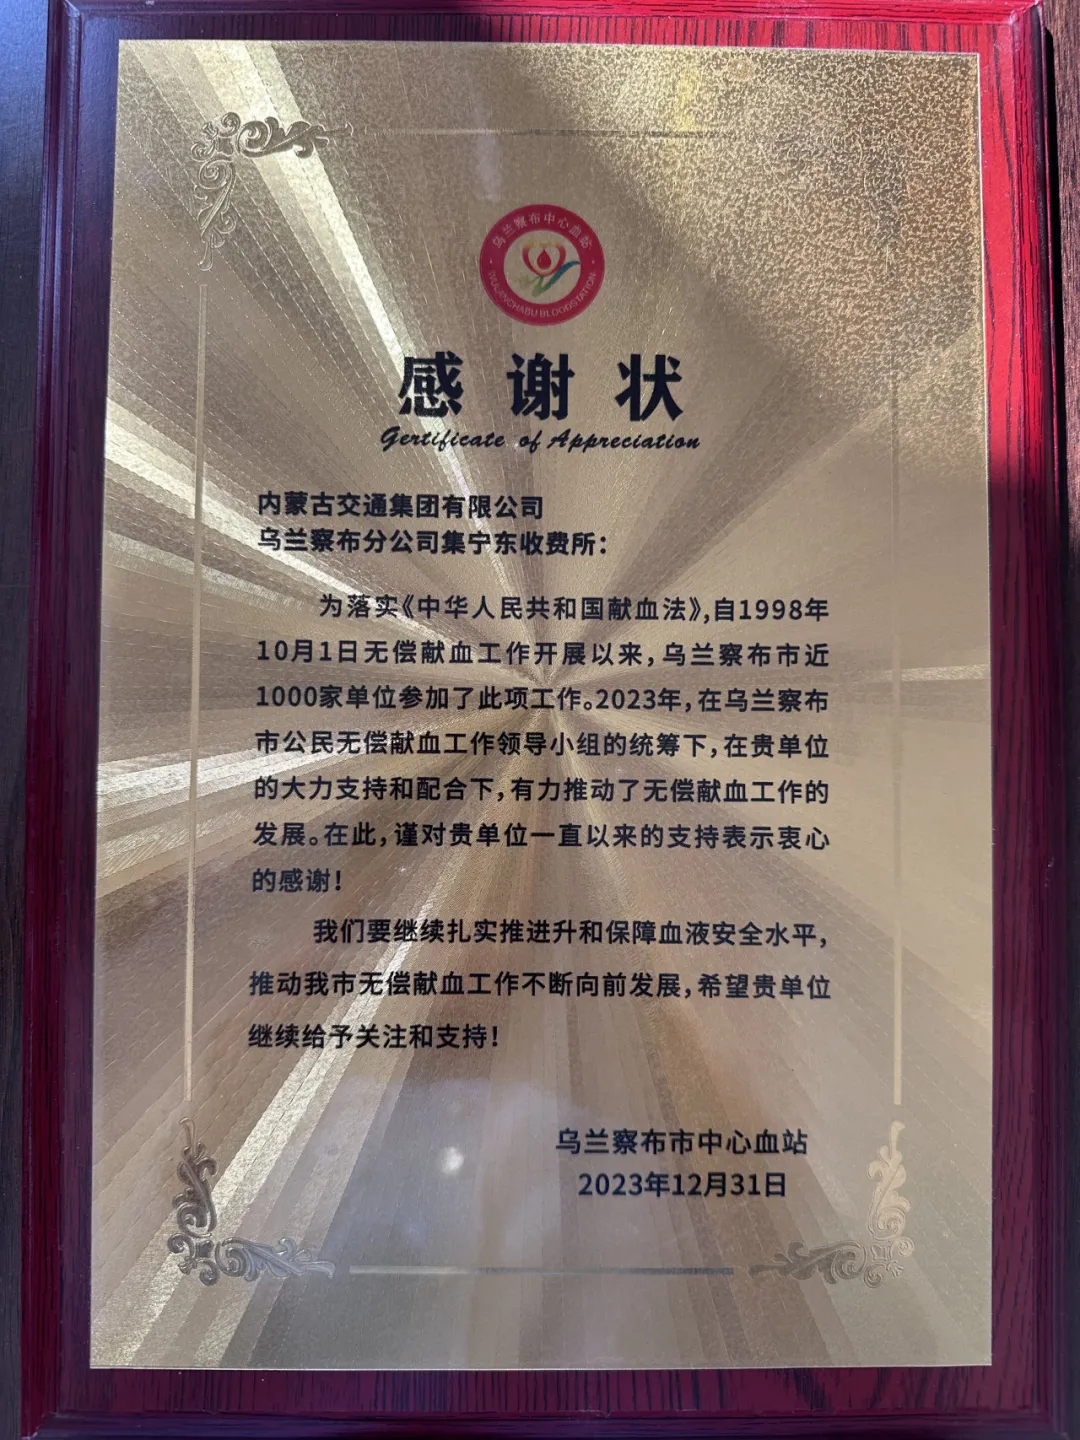 乌兰察布中心血站
WULANCHABU BLOODSTATION
感谢状
Gertificate of Appreciation
内蒙古交通集团有限公司
乌兰察布分公司集宁东收费所：
为落实《中华人民共和国献血法》,自1998年
10月1日无偿献血工作开展以来,乌兰察布市近
1000家单位参加了此项工作。2023年,在乌兰察布
市公民无偿献血工作领导小组的统筹下,在贵单位
的大力支持和配合下,有力推动了无偿献血工作的
发展。在此,谨对贵单位一直以来的支持表示衷心
的感谢！
我们要继续扎实推进升和保障血液安全水平,
推动我市无偿献血工作不断向前发展,希望贵单位
继续给予关注和支持！
乌兰察布市中心血站
2023年12月31日